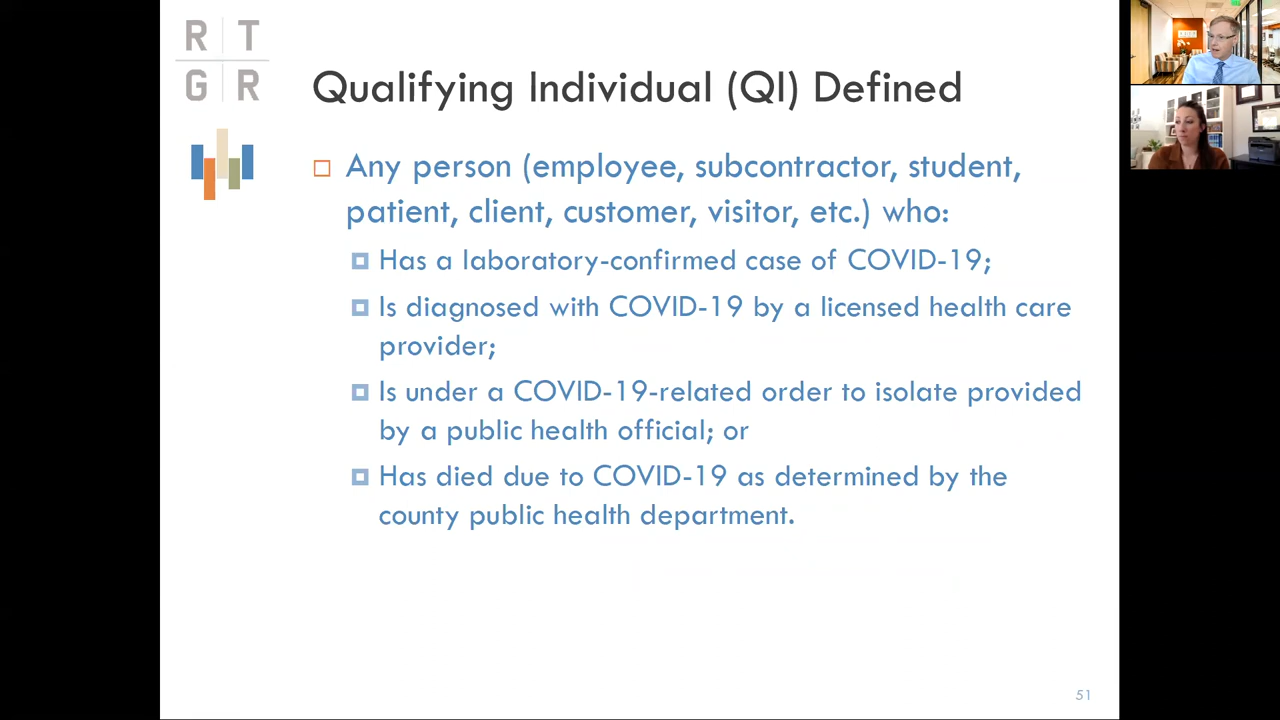 R T
G R
Qualifying Individual (QI) Defined
Any person (employee, subcontractor, student,
patient, client, customer, visitor, etc.) who:
Has a laboratory-confirmed case of COVID-19;
Is diagnosed with COVID-19 by a licensed health care
provider;
Is under a COVID-19-related order to isolate provided
by a public health official; or
Has died due to COVID-19 as determined by the
county public health department.
51